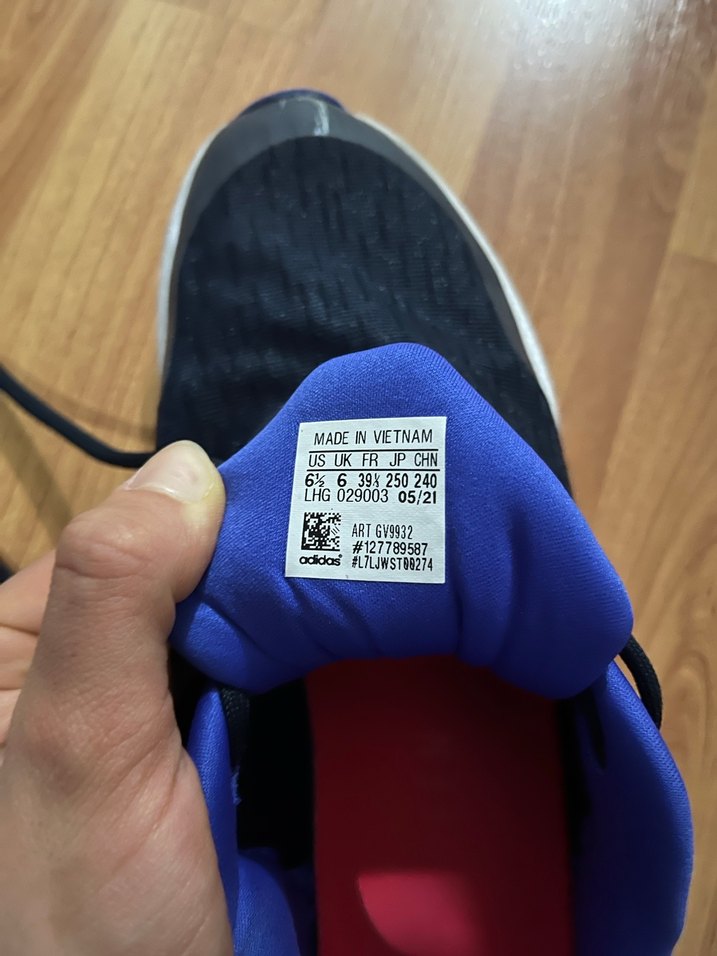 MADE IN VIETNAM
US UK FR JP CHN
6½ 6 39⅓ 250 240
LHG 029003 05/21
ART GV9932
#127789587
adidas® #L7LJWST00274